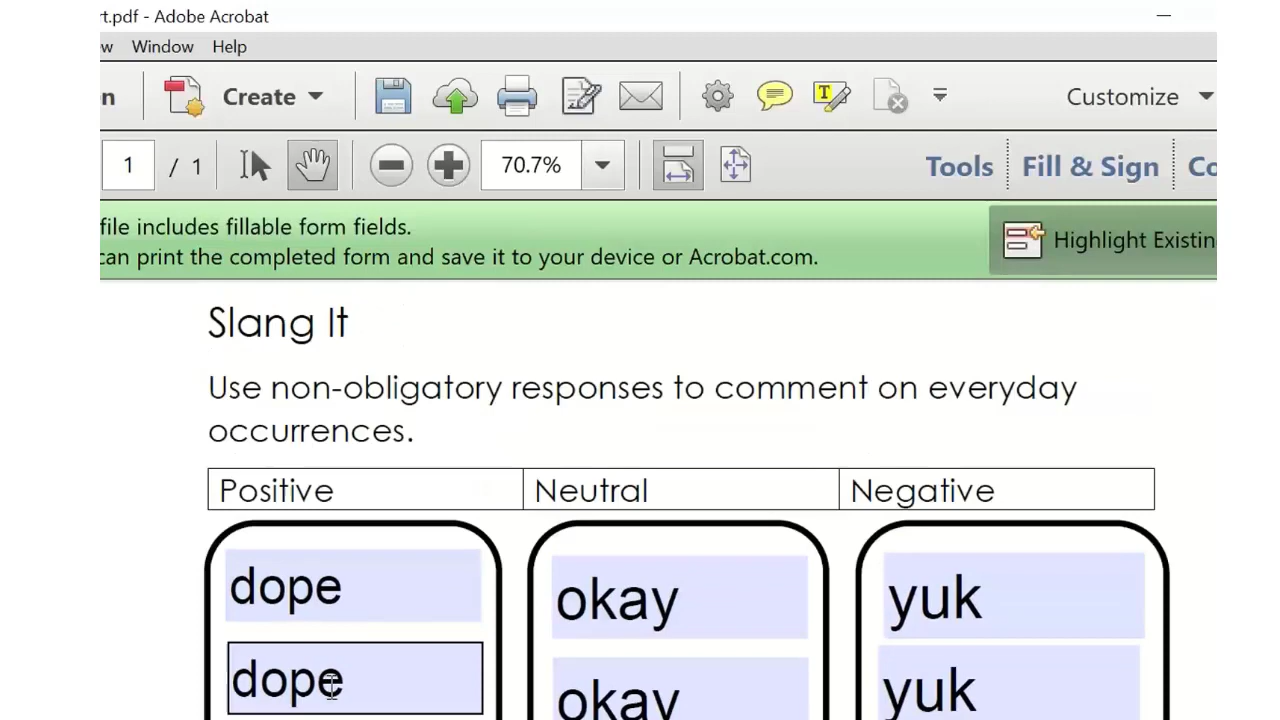 rt.pdf - Adobe Acrobat
w Window Help
n Create Customize
1 / 1 70.7% Tools Fill & Sign Co
file includes fillable form fields.
can print the completed form and save it to your device or Acrobat.com.
Highlight Existin
Slang It
Use non-obligatory responses to comment on everyday
occurrences.
Positive Neutral Negative
dope okay yuk
dope okay yuk